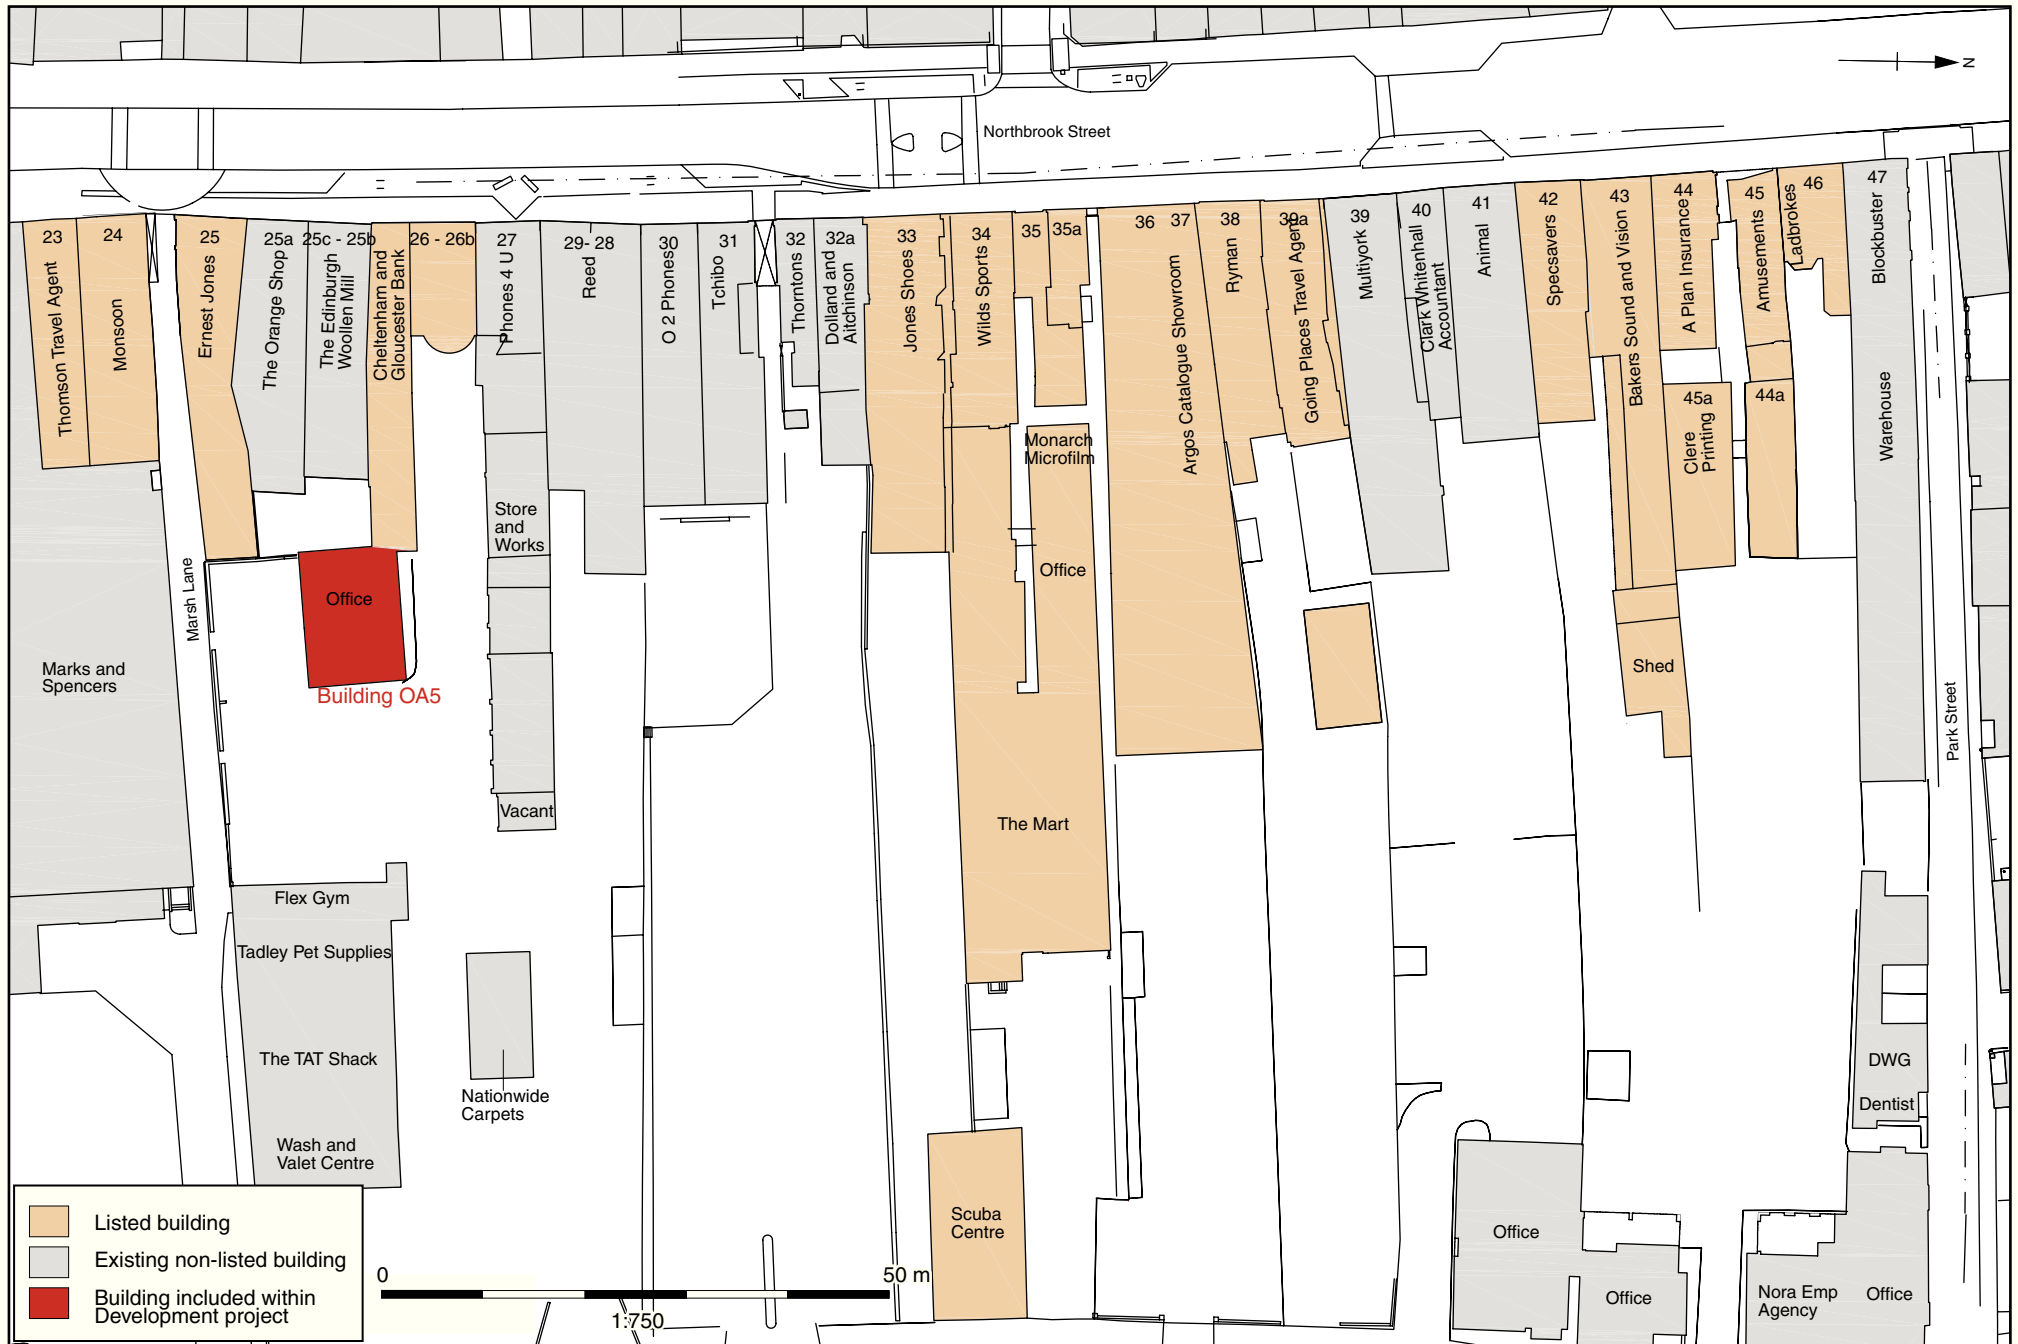 N
Northbrook Street
23
Thomson Travel Agent
24
Monsoon
25
Ernest Jones
25a
The Orange Shop
25c - 25b
The Edinburgh
Woollen Mill
Cheltenham and
Gloucester Bank
26 - 26b
27
Phones 4 U
29- 28
Reed
30
O 2 Phones
31
Tchibo
32
Thorntons
32a
Dolland and
Aitchinson
33
Jones Shoes
34
Wilds Sports
35
35a
36
37
Argos Catalogue Showroom
38
Ryman
39a
Going Places Travel Agent
39
Multiyork
40
Clark Whitenhall
Accountant
41
Animal
42
Specsavers
43
Bakers Sound and Vision
44
A Plan Insurance
45
Amusements
46
Ladbrokes
47
Blockbuster
Warehouse
45a
Clere
Printing
44a
Monarch
Microfilm
Store
and
Works
Office
Office
Marsh Lane
Marks and
Spencers
Building OA5
Shed
Park Street
Vacant
The Mart
Flex Gym
Tadley Pet Supplies
The TAT Shack
Wash and
Valet Centre
Nationwide
Carpets
DWG
Dentist
Scuba
Centre
Office
Office
Nora Emp
Agency
Office
Listed building
Existing non-listed building
Building included within
Development project
0
50 m
1:750